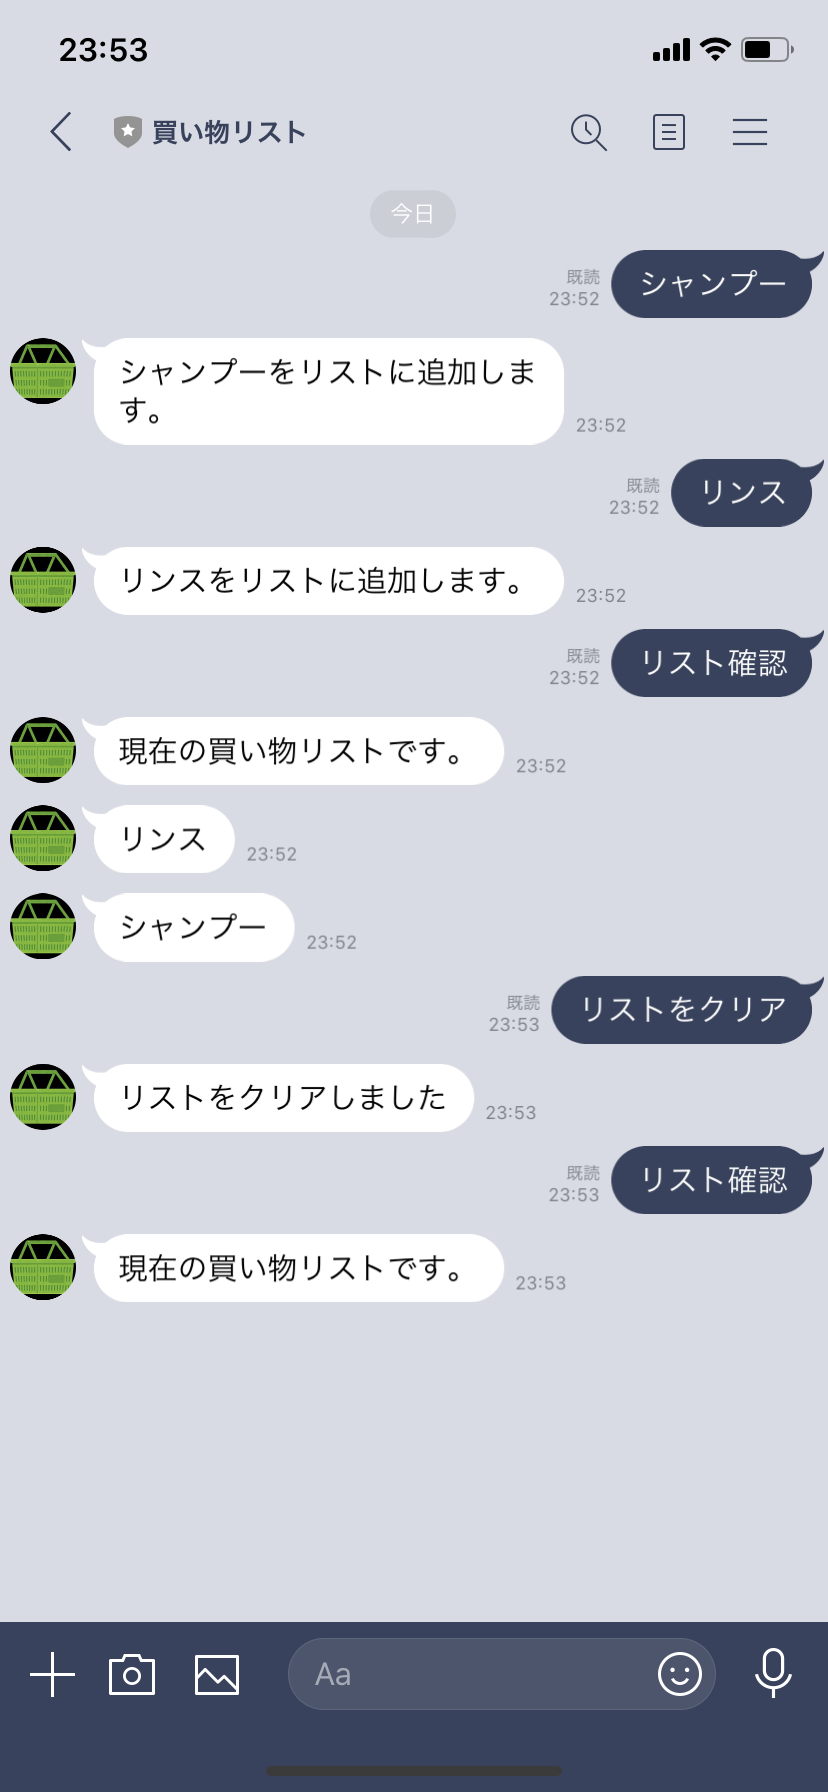 23:53
買い物リスト
今日
既読
23:52
シャンプー
シャンプーをリストに追加しま
す。
23:52
既読
23:52
リンス
リンスをリストに追加します。
23:52
既読
23:52
リスト確認
現在の買い物リストです。
23:52
リンス
23:52
シャンプー
23:52
既読
23:53
リストをクリア
リストをクリアしました
23:53
既読
23:53
リスト確認
現在の買い物リストです。
23:53
Aa